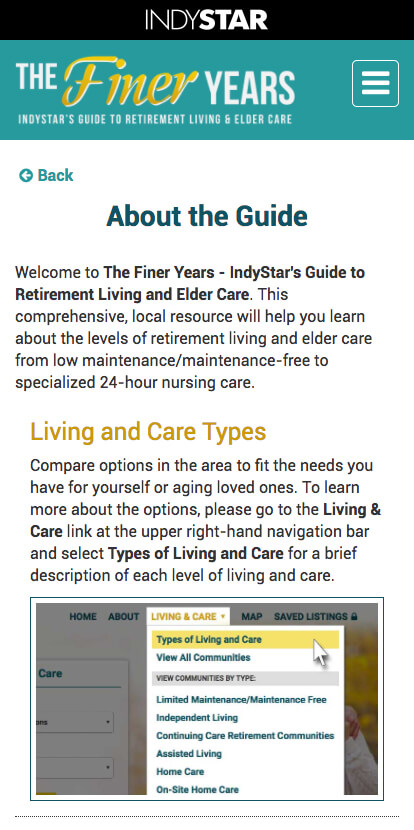 INDYSTAR
THE Finer YEARS
INDYSTAR'S GUIDE TO RETIREMENT LIVING & ELDER CARE
Back
About the Guide
Welcome to The Finer Years - IndyStar's Guide to
Retirement Living and Elder Care. This
comprehensive, local resource will help you learn
about the levels of retirement living and elder care
from low maintenance/maintenance-free to
specialized 24-hour nursing care.
Living and Care Types
Compare options in the area to fit the needs you
have for yourself or aging loved ones. To learn
more about the options, please go to the Living &
Care link at the upper right-hand navigation bar
and select Types of Living and Care for a brief
description of each level of living and care.
HOME ABOUT LIVING & CARE MAP SAVED LISTINGS
Types of Living and Care
View All Communities
Care
VIEW COMMUNITIES BY TYPE:
Limited Maintenance/Maintenance Free
ons
Independent Living
Continuing Care Retirement Communities
Assisted Living
Home Care
On-Site Home Care